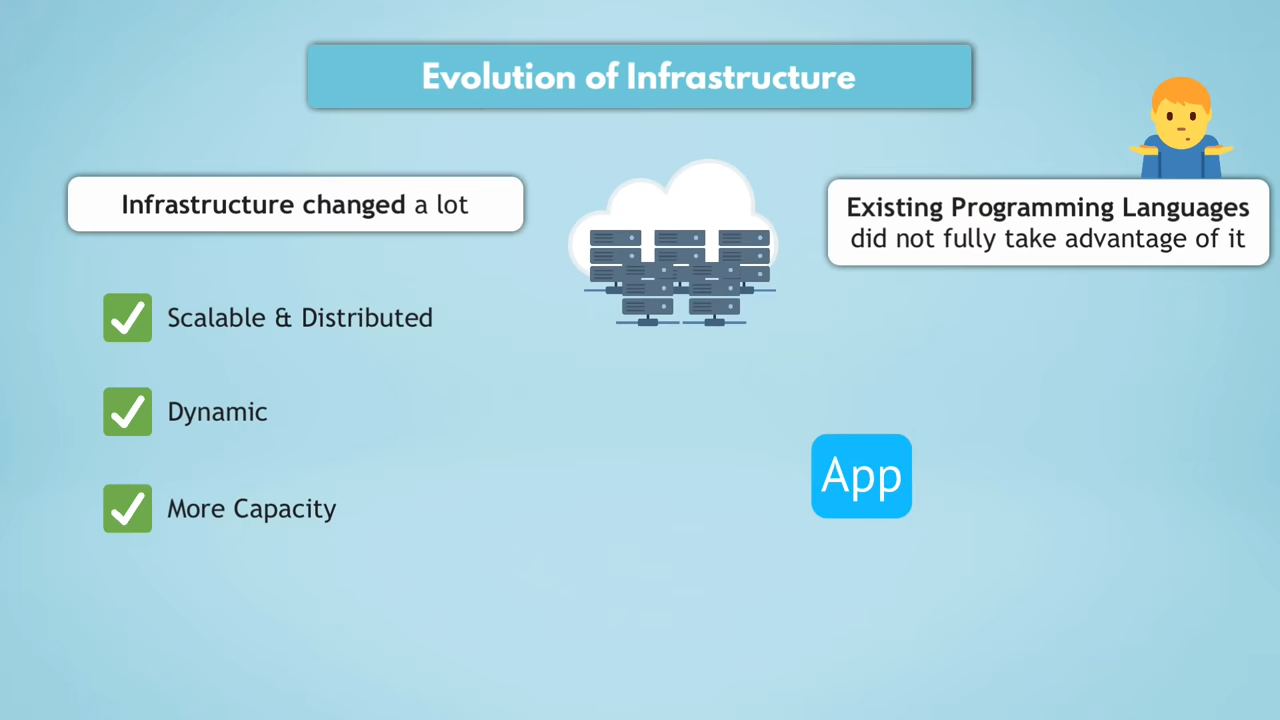 Evolution of Infrastructure
Infrastructure changed a lot
Existing Programming Languages
did not fully take advantage of it
Scalable & Distributed
Dynamic
More Capacity
App